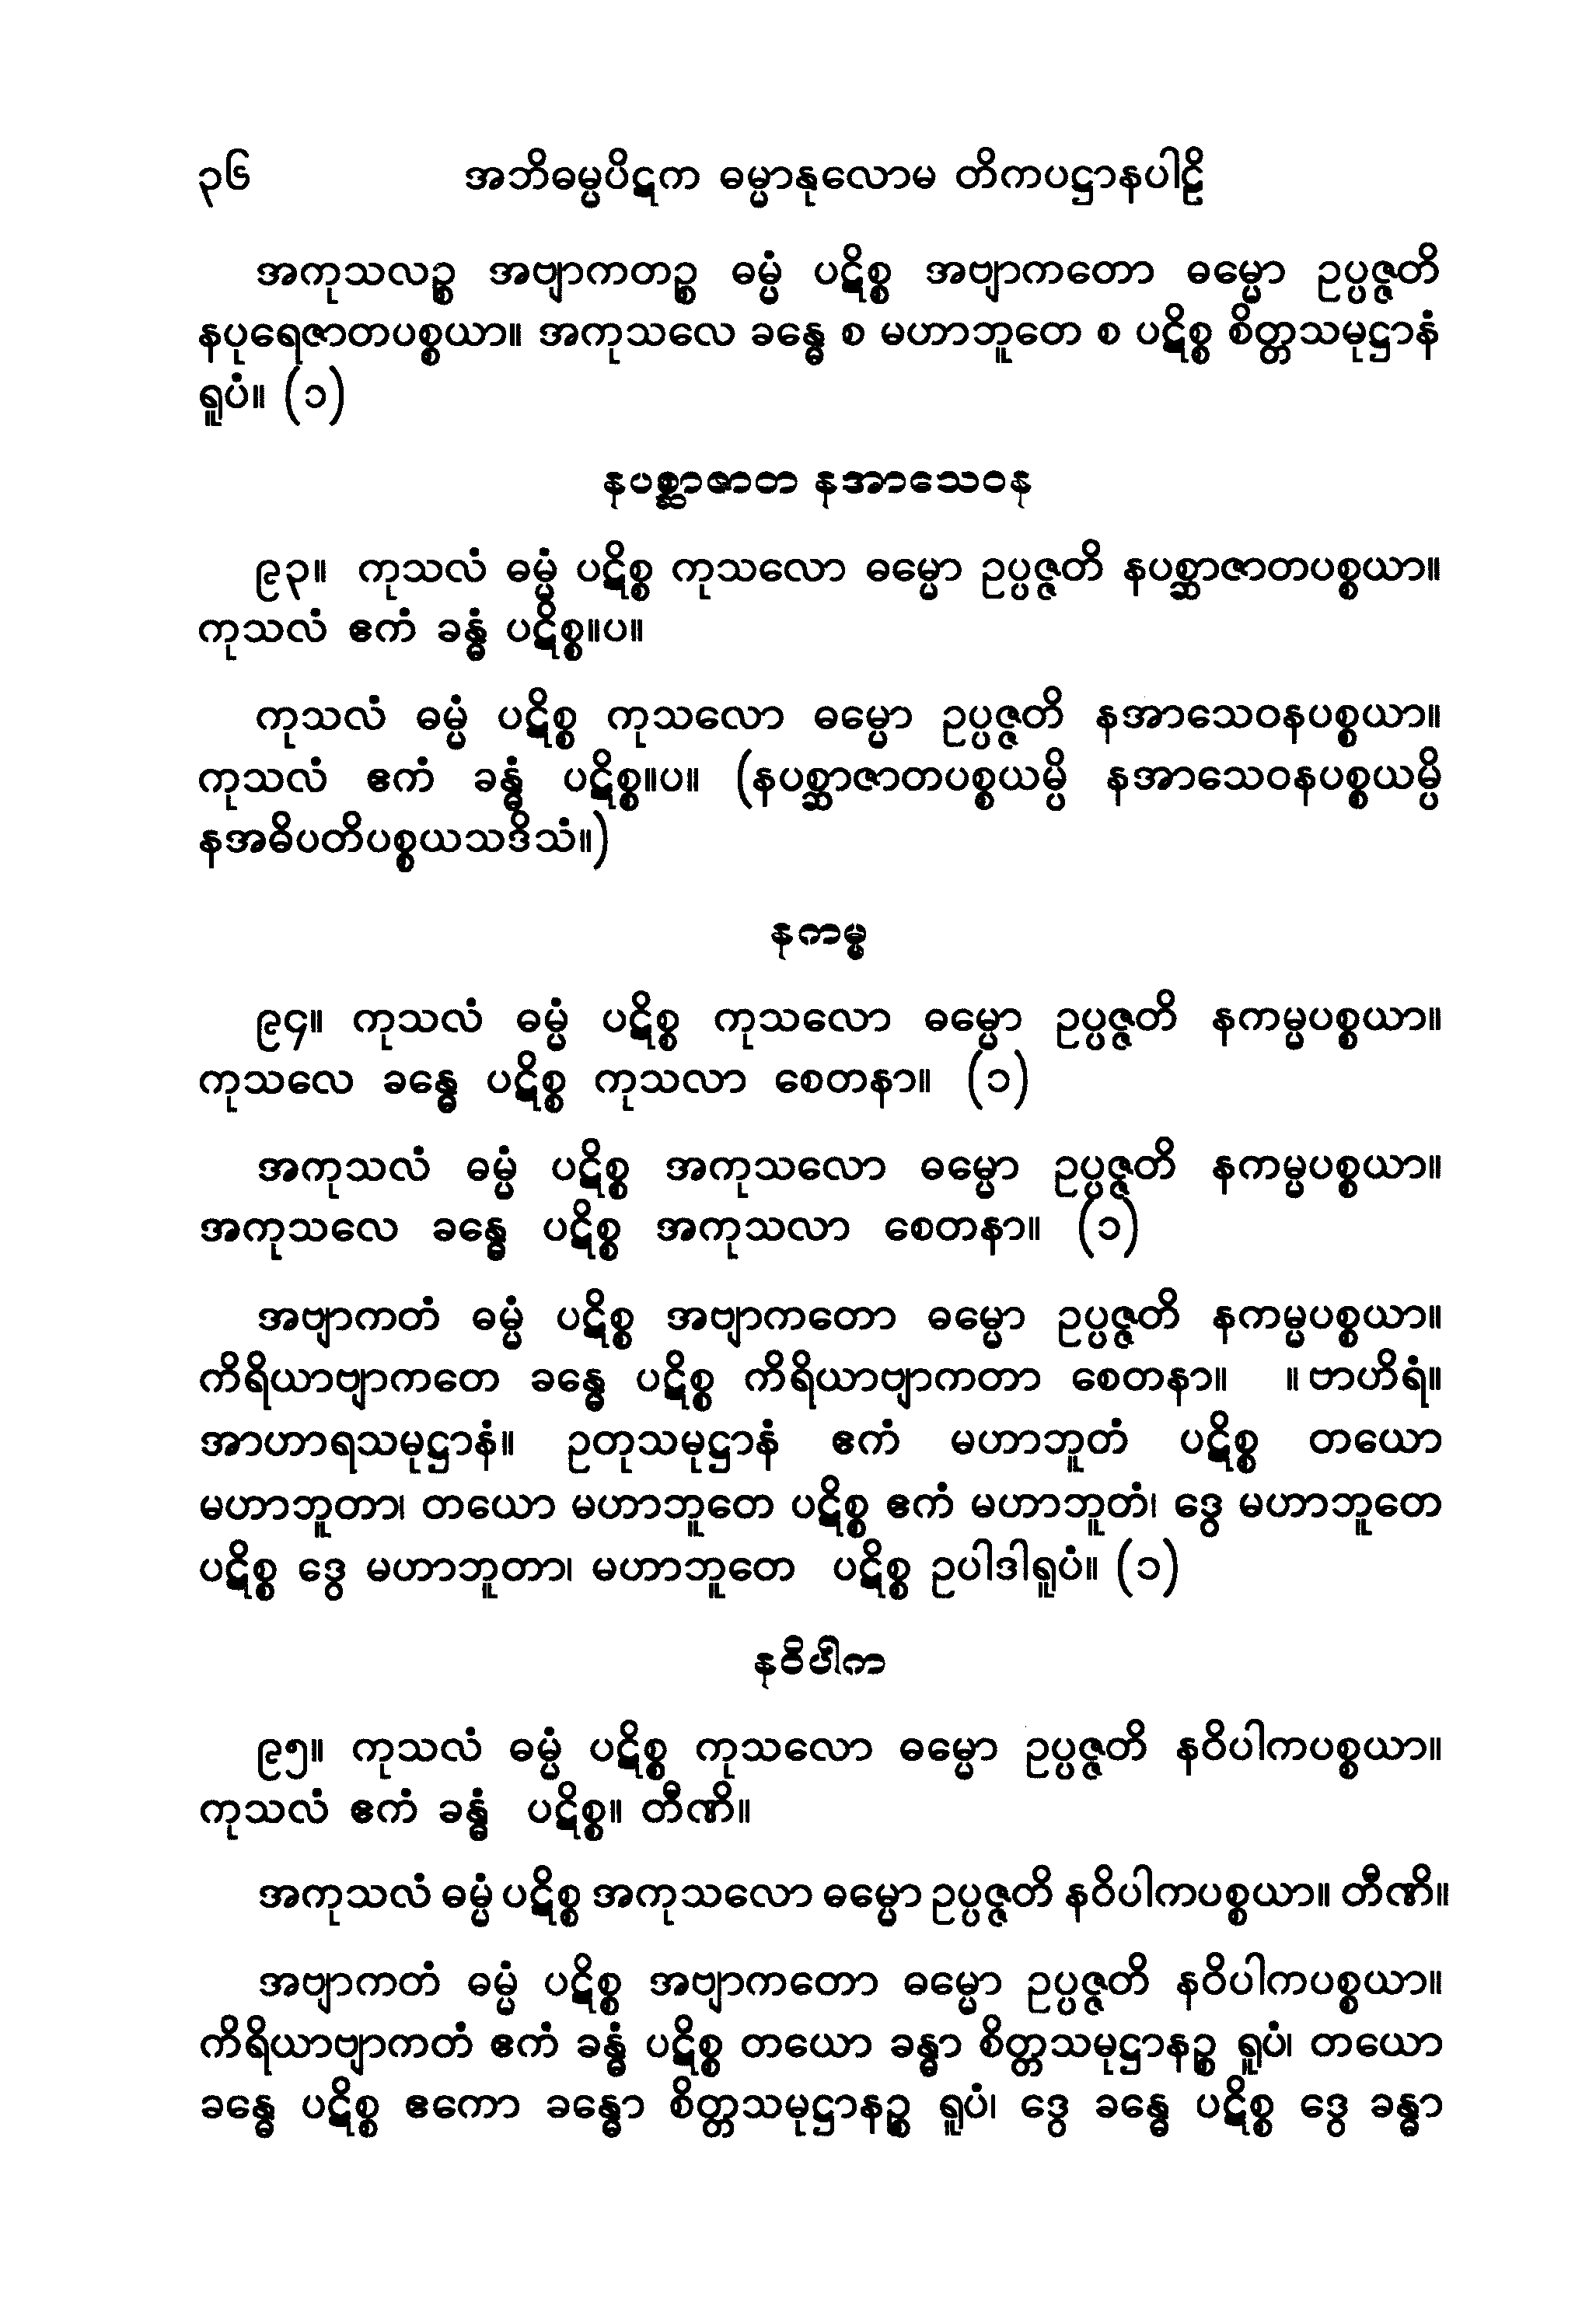 ၃၆ အဘိဓမ္မပိဋက ဓမ္မာနုလောမ တိကပဋ္ဌာနပါဠိ
အကုသလဉ္စ အဗျာကတဉ္စ ဓမ္မံ ပဋိစ္စ အဗျာကတော ဓမ္မော ဥပ္ပဇ္ဇတိ
နပုရေဇာတပစ္စယာ။ အကုသလေ ခန္ဓေ စ မဟာဘူတေ စ ပဋိစ္စ စိတ္တသမုဋ္ဌာနံ
ရူပံ။ (၁)
နပစ္ဆာဇာတ နအာသေဝန
၉၃။ ကုသလံ ဓမ္မံ ပဋိစ္စ ကုသလော ဓမ္မော ဥပ္ပဇ္ဇတိ နပစ္ဆာဇာတပစ္စယာ။
ကုသလံ ဧကံ ခန္ဓံ ပဋိစ္စ။ပ။
ကုသလံ ဓမ္မံ ပဋိစ္စ ကုသလော ဓမ္မော ဥပ္ပဇ္ဇတိ နအာသေဝနပစ္စယာ။
ကုသလံ ဧကံ ခန္ဓံ ပဋိစ္စ။ပ။ (နပစ္ဆာဇာတပစ္စယမ္ပိ နအာသေဝနပစ္စယမ္ပိ
နအဓိပတိပစ္စယသဒိသံ။)
နကမ္မ
၉၄။ ကုသလံ ဓမ္မံ ပဋိစ္စ ကုသလော ဓမ္မော ဥပ္ပဇ္ဇတိ နကမ္မပစ္စယာ။
ကုသလေ ခန္ဓေ ပဋိစ္စ ကုသလာ စေတနာ။ (၁)
အကုသလံ ဓမ္မံ ပဋိစ္စ အကုသလော ဓမ္မော ဥပ္ပဇ္ဇတိ နကမ္မပစ္စယာ။
အကုသလေ ခန္ဓေ ပဋိစ္စ အကုသလာ စေတနာ။ (၁)
အဗျာကတံ ဓမ္မံ ပဋိစ္စ အဗျာကတော ဓမ္မော ဥပ္ပဇ္ဇတိ နကမ္မပစ္စယာ။
ကိရိယာဗျာကတေ ခန္ဓေ ပဋိစ္စ ကိရိယာဗျာကတာ စေတနာ။ ။ ဗာဟိရံ။
အာဟာရသမုဋ္ဌာနံ။ ဥတုသမုဋ္ဌာနံ ဧကံ မဟာဘူတံ ပဋိစ္စ တယော
မဟာဘူတာ၊ တယော မဟာဘူတေ ပဋိစ္စ ဧကံ မဟာဘူတံ၊ ဒွေ မဟာဘူတေ
ပဋိစ္စ ဒွေ မဟာဘူတာ၊ မဟာဘူတေ ပဋိစ္စ ဥပါဒါရူပံ။ (၁)
နဝိပါက
၉၅။ ကုသလံ ဓမ္မံ ပဋိစ္စ ကုသလော ဓမ္မော ဥပ္ပဇ္ဇတိ နဝိပါကပစ္စယာ။
ကုသလံ ဧကံ ခန္ဓံ ပဋိစ္စ။ တီဏိ။
အကုသလံ ဓမ္မံ ပဋိစ္စ အကုသလော ဓမ္မော ဥပ္ပဇ္ဇတိ နဝိပါကပစ္စယာ။ တီဏိ။
အဗျာကတံ ဓမ္မံ ပဋိစ္စ အဗျာကတော ဓမ္မော ဥပ္ပဇ္ဇတိ နဝိပါကပစ္စယာ။
ကိရိယာဗျာကတံ ဧကံ ခန္ဓံ ပဋိစ္စ တယော ခန္ဓာ စိတ္တသမုဋ္ဌာနဉ္စ ရူပံ၊ တယော
ခန္ဓေ ပဋိစ္စ ဧကော ခန္ဓော စိတ္တသမုဋ္ဌာနဉ္စ ရူပံ၊ ဒွေ ခန္ဓေ ပဋိစ္စ ဒွေ ခန္ဓာ